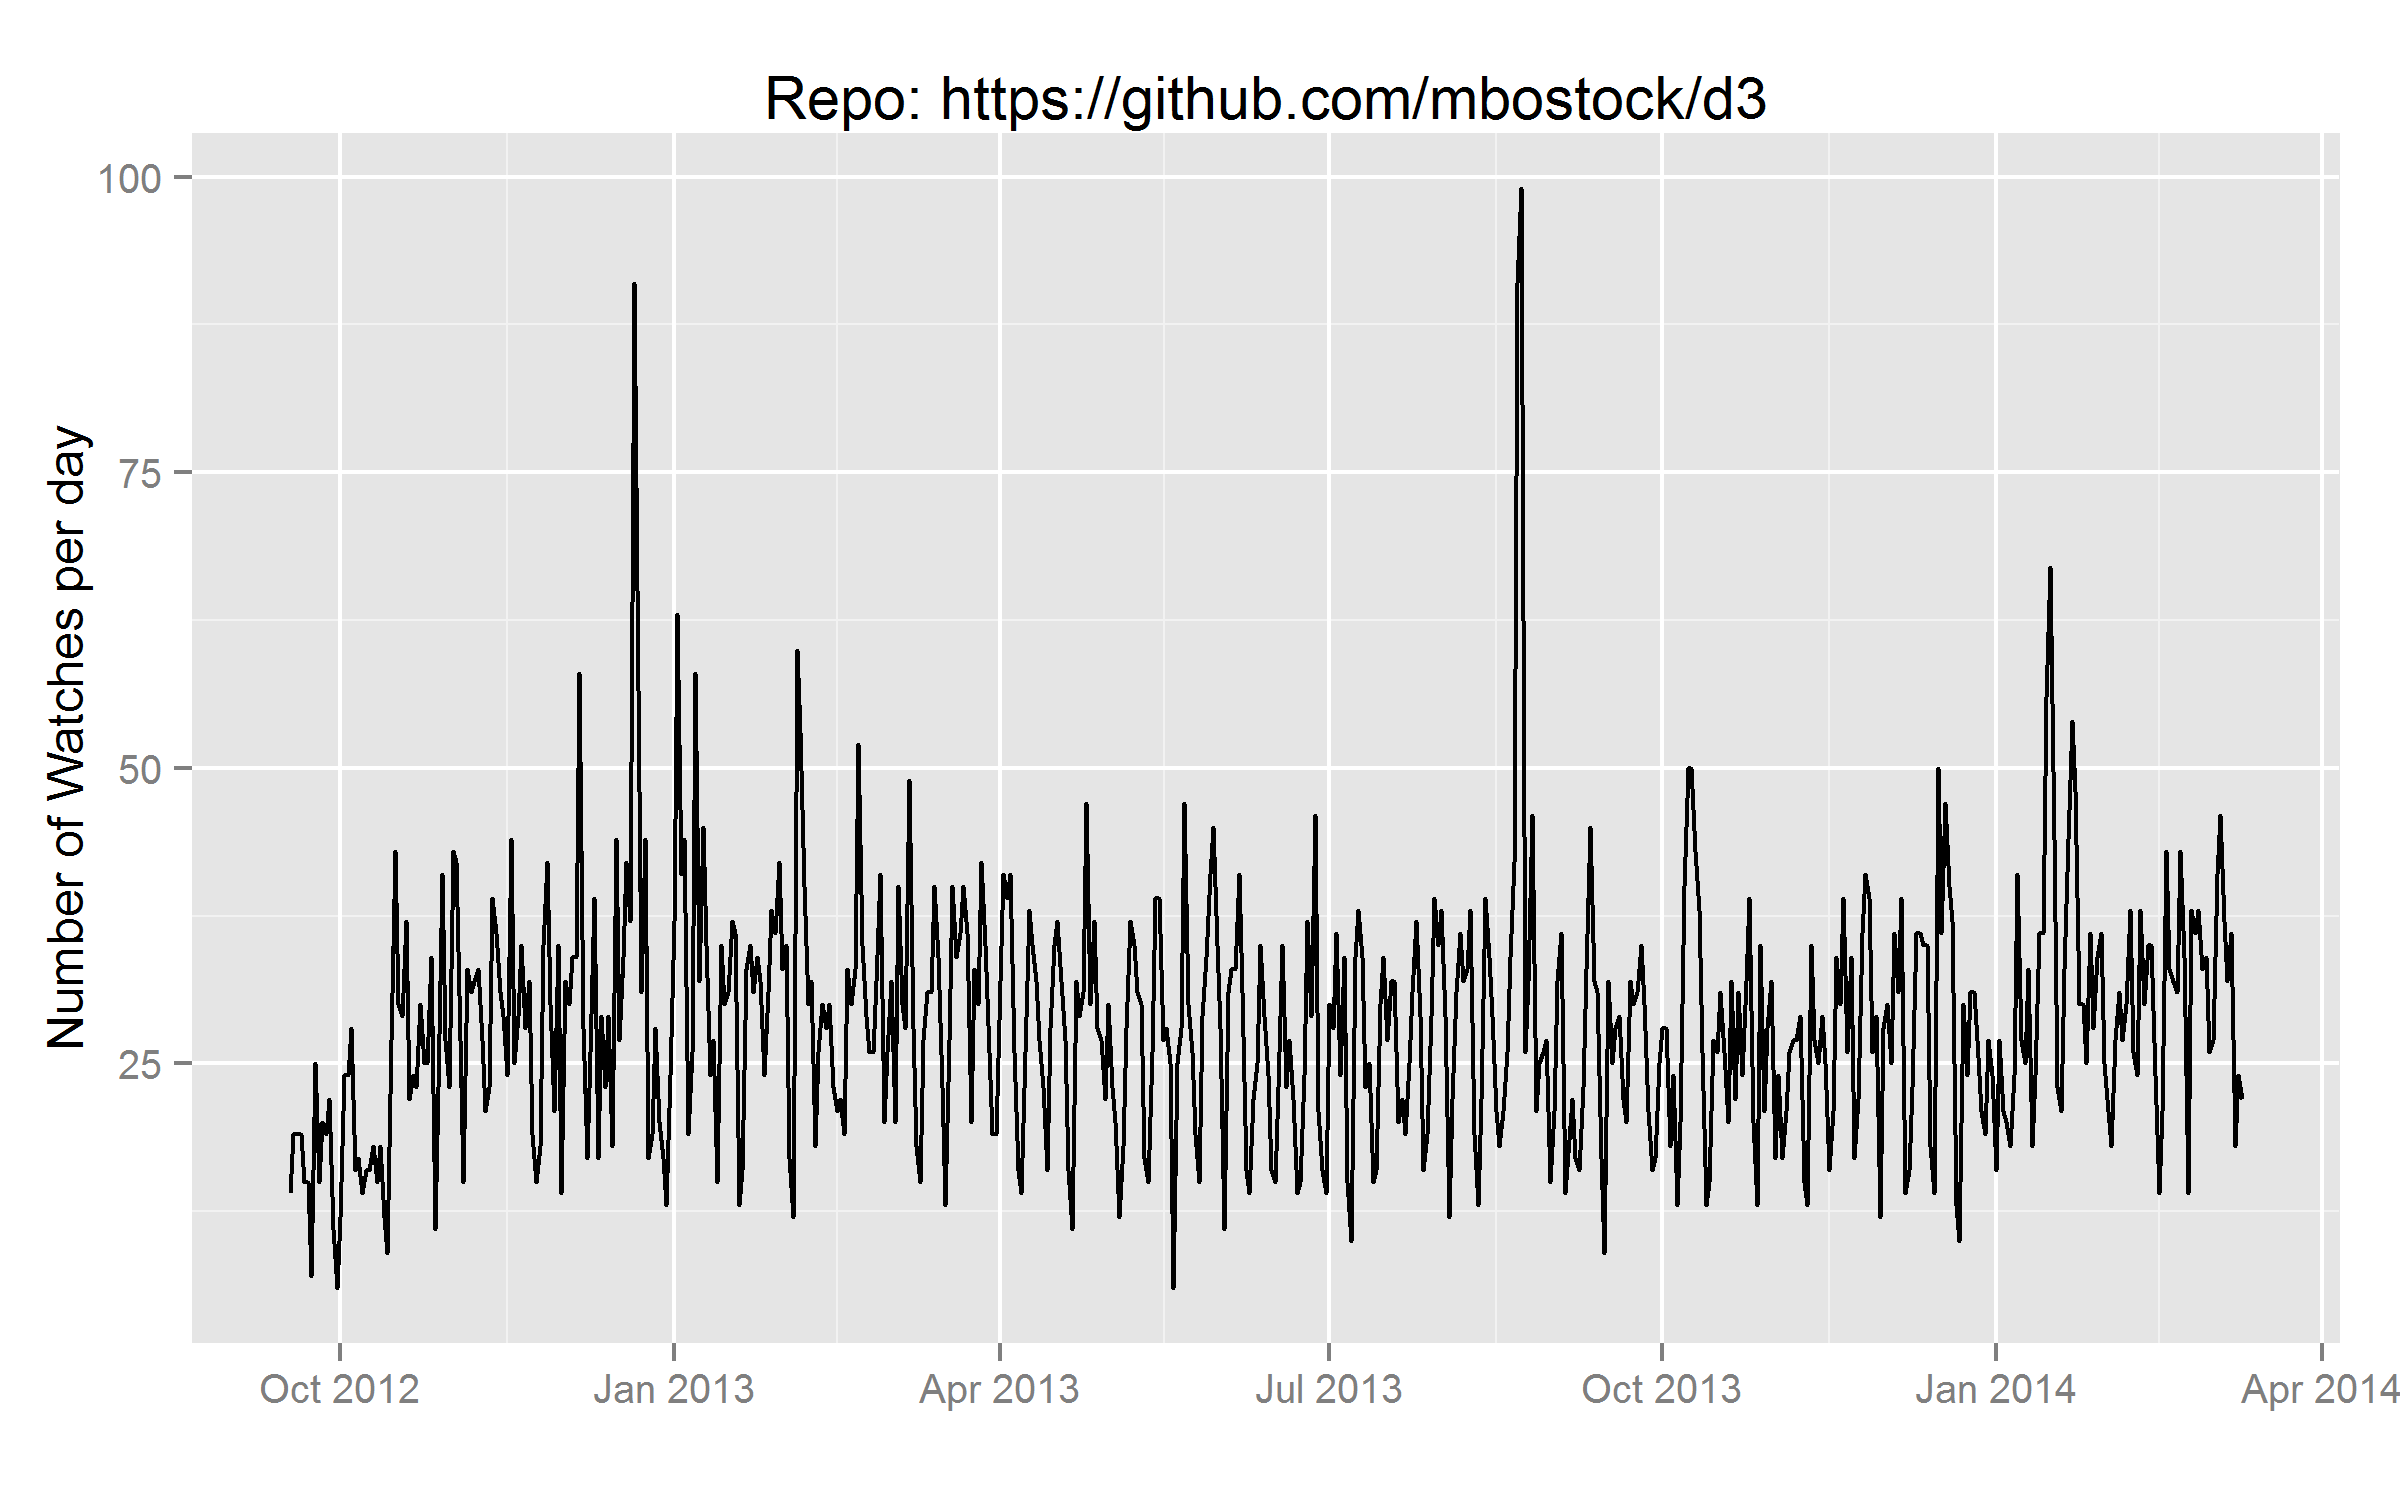 Repo: https://github.com/mbostock/d3
Number of Watches per day
100
75
50
25
Oct 2012
Jan 2013
Apr 2013
Jul 2013
Oct 2013
Jan 2014
Apr 2014